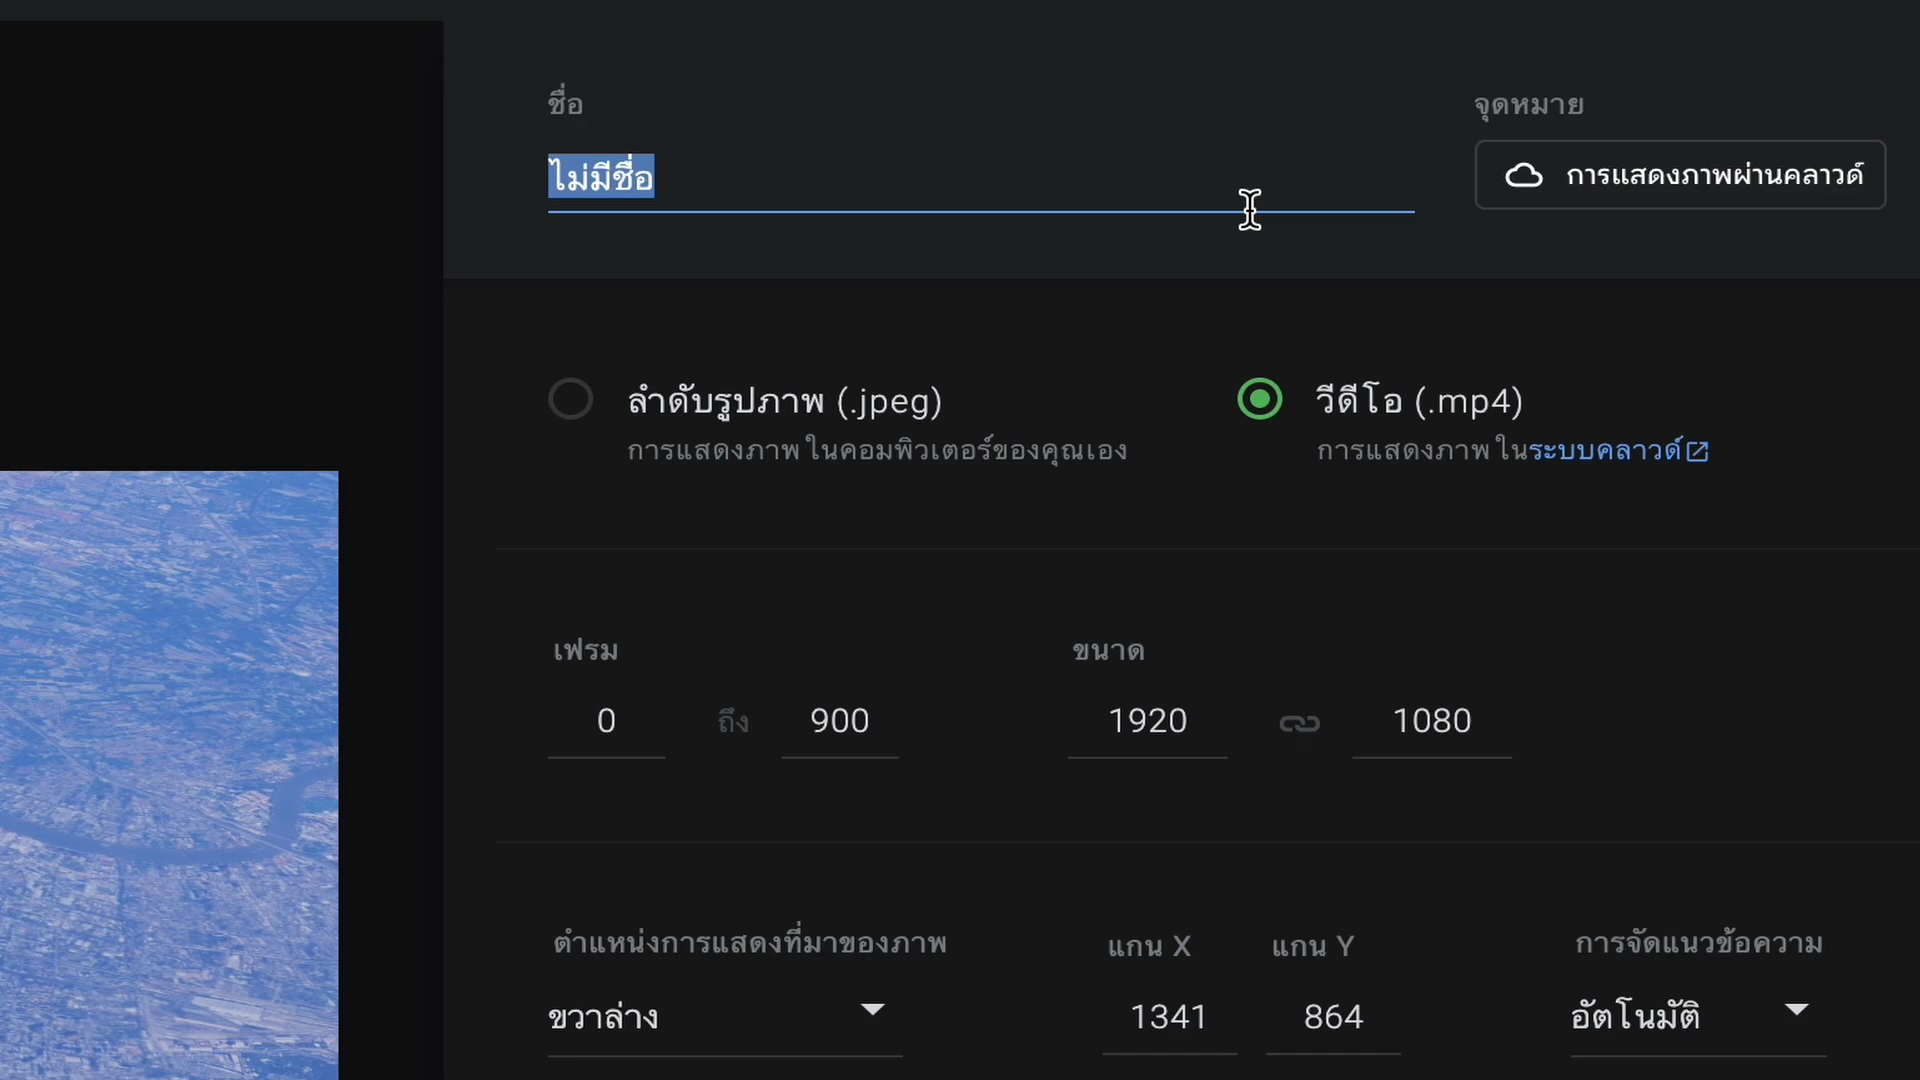 ชื่อ
จุดหมาย
ไม่มีชื่อ
การแสดงภาพผ่านคลาวด์
ลำดับรูปภาพ (.jpeg)
วีดีโอ (.mp4)
การแสดงภาพในคอมพิวเตอร์ของคุณเอง
การแสดงภาพในระบบคลาวด์
เฟรม
ขนาด
0 ถึง 900
1920 1080
ตำแหน่งการแสดงที่มาของภาพ
แกน X
แกน Y
การจัดแนวข้อความ
ขวาล่าง
1341
864
อัตโนมัติ